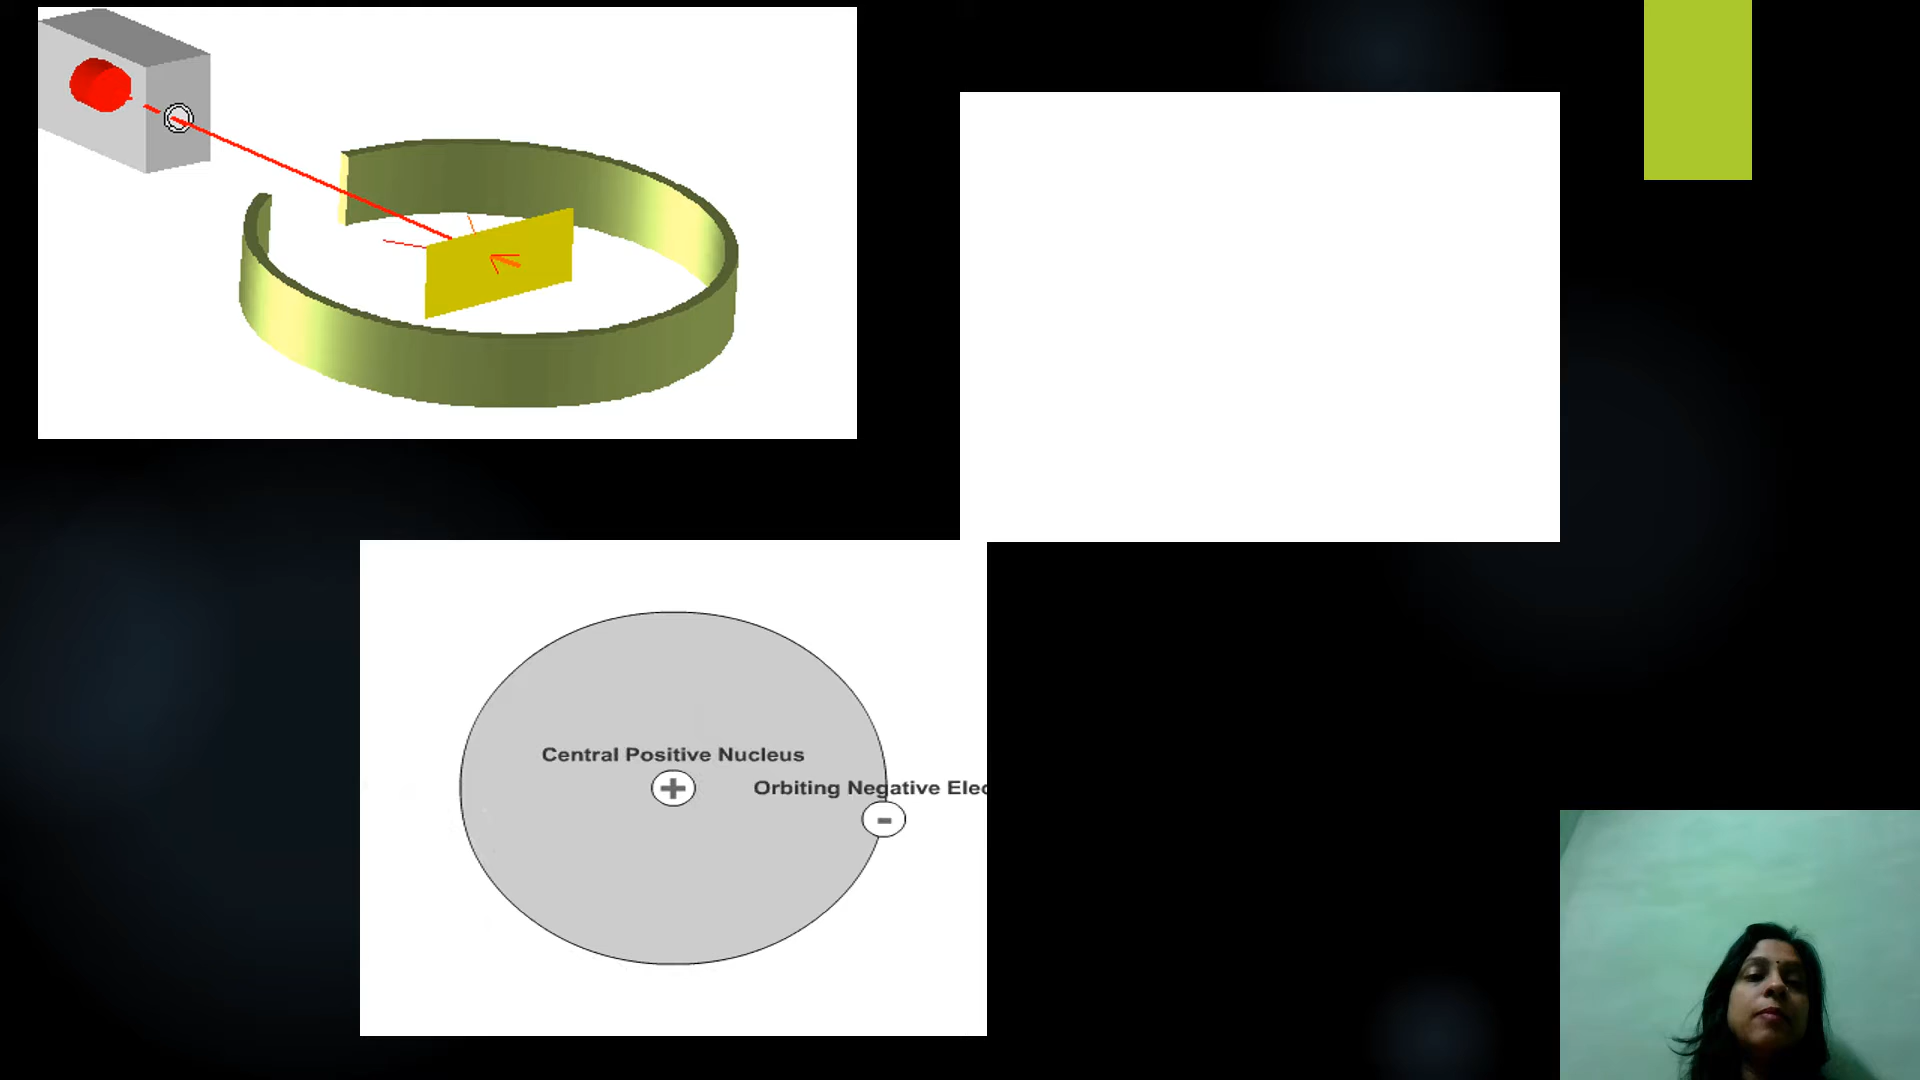 Central Positive Nucleus
+
Orbiting Negative Elec
-